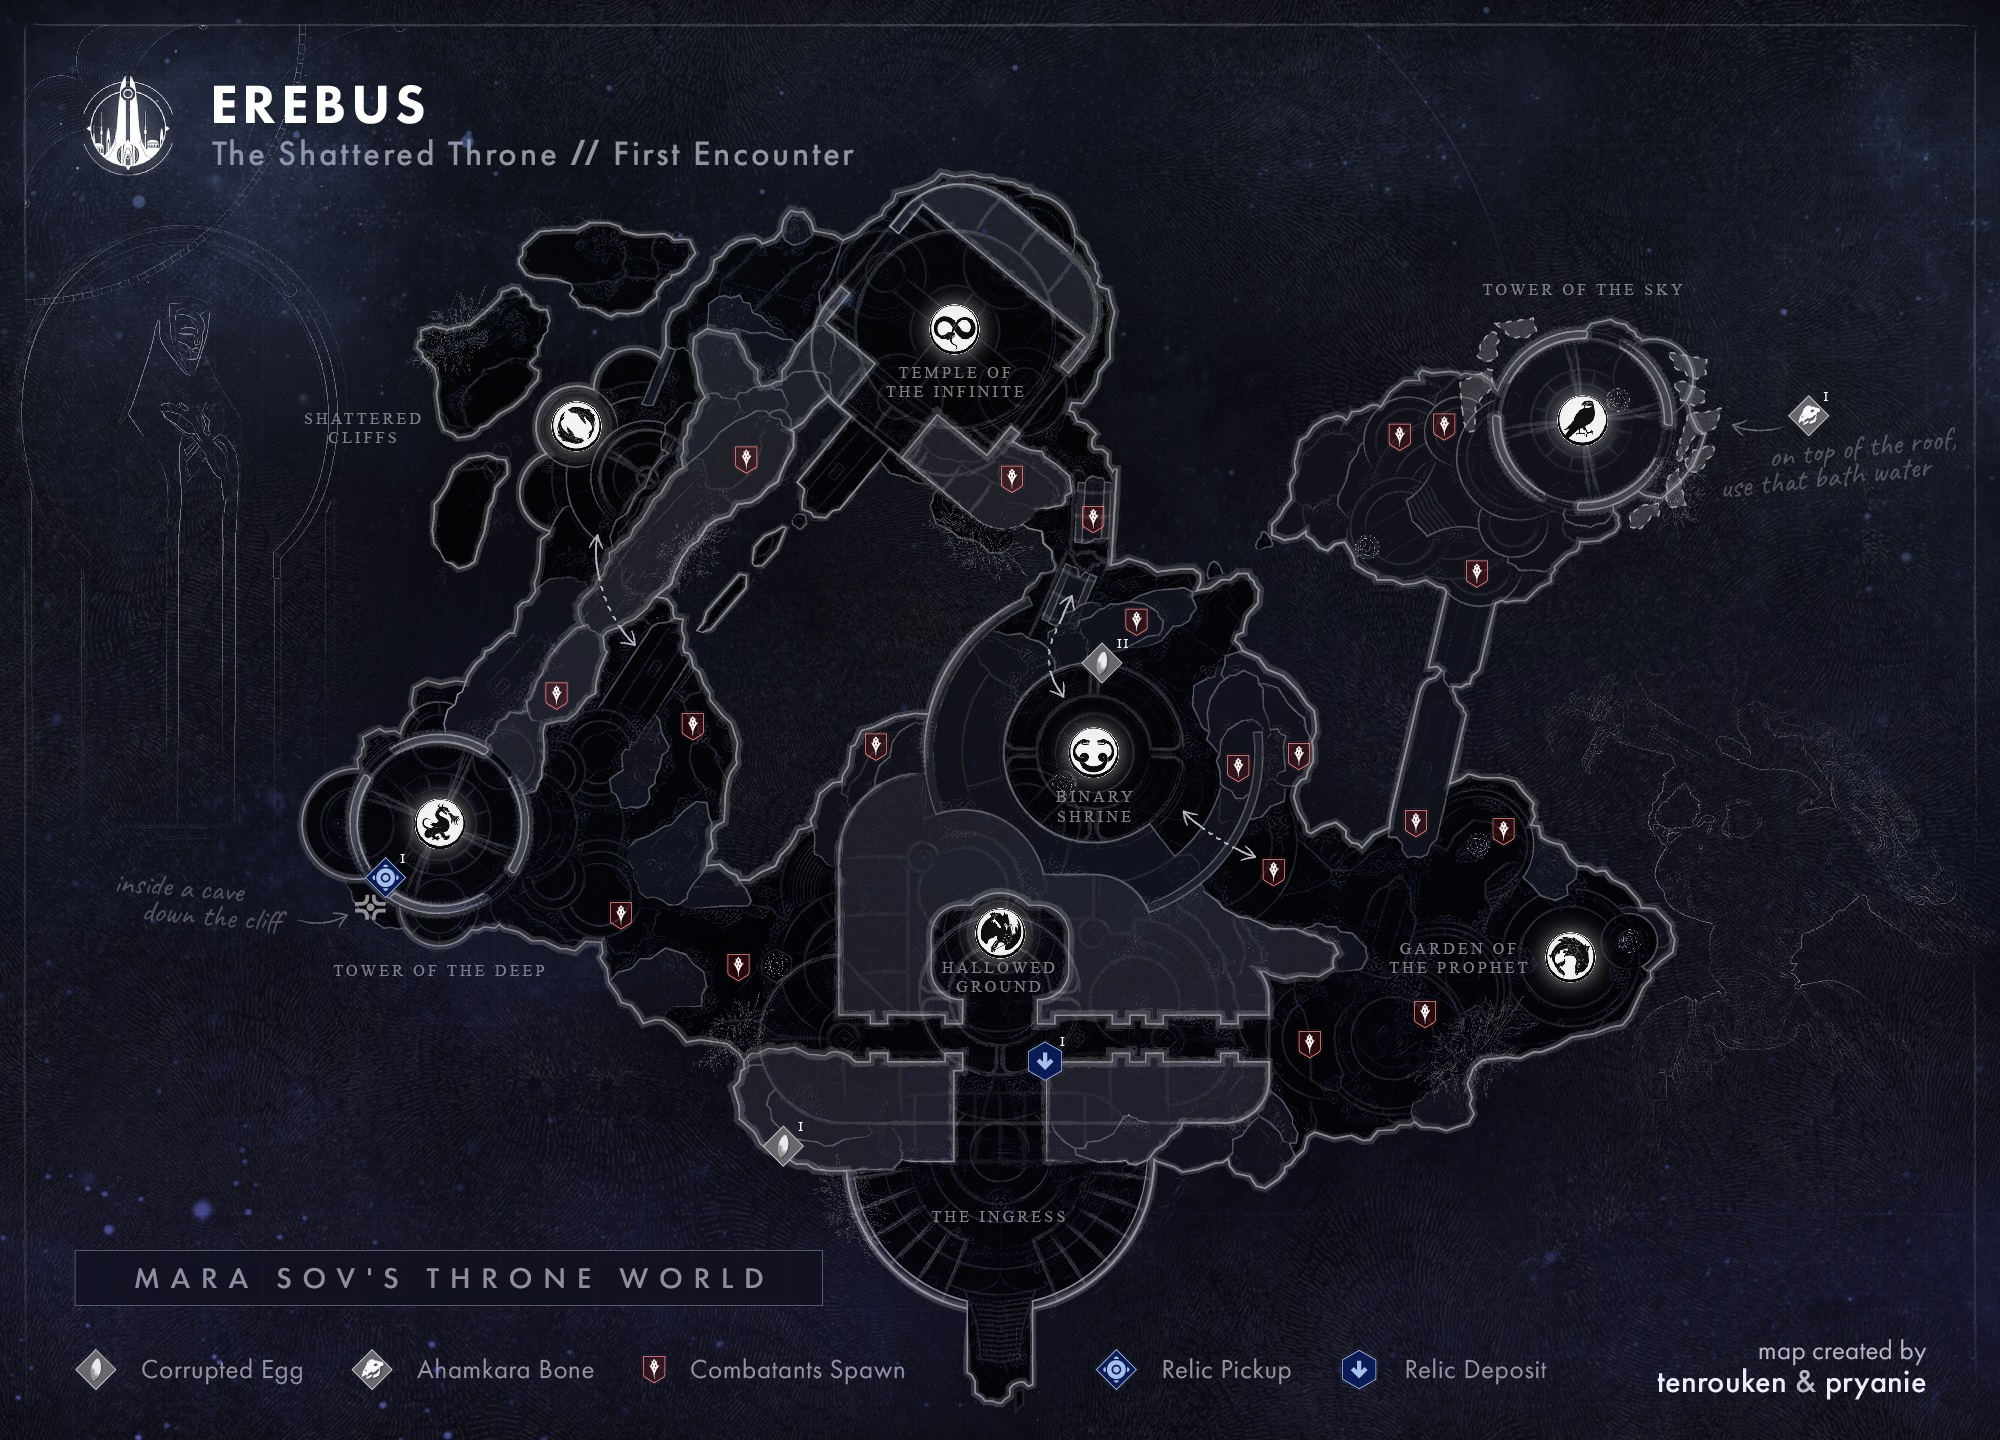 EREBUS
The Shattered Throne // First Encounter
TOWER OF THE SKY
TEMPLE OF
THE INFINITE
SHATTERED
CLIFFS
I
on top of the roof,
use that bath water
II
BINARY
SHRINE
I
inside a cave
down the cliff
TOWER OF THE DEEP
HALLOWED
GROUND
GARDEN OF
THE PROPHET
I
I
THE INGRESS
MARA SOV'S THRONE WORLD
Corrupted Egg
Ahamkara Bone
Combatants Spawn
Relic Pickup
Relic Deposit
map created by
tenrouken & pryanie